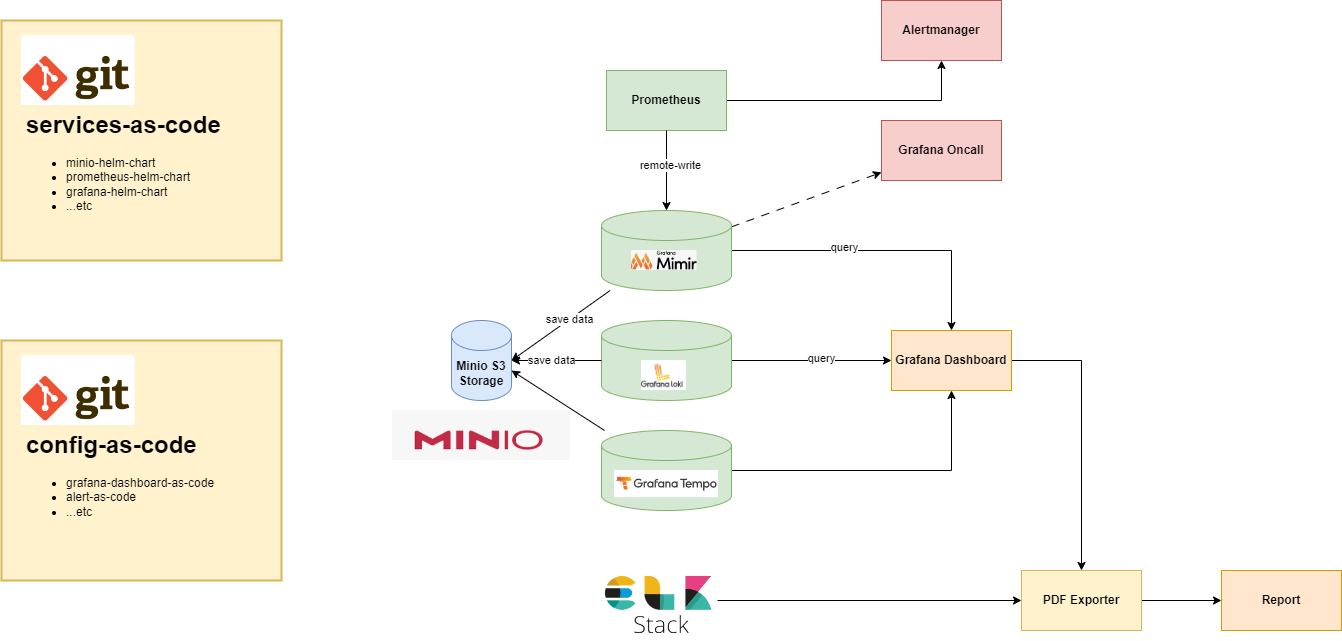 git
services-as-code
minio-helm-chart
prometheus-helm-chart
grafana-helm-chart
...etc
git
config-as-code
grafana-dashboard-as-code
alert-as-code
...etc
Alertmanager
Prometheus
Grafana Oncall
remote-write
Grafana
Mimir
query
save data
Minio S3
Storage
save data
Grafana loki
query
Grafana Dashboard
MINIO
Grafana Tempo
ELK
Stack
PDF Exporter
Report